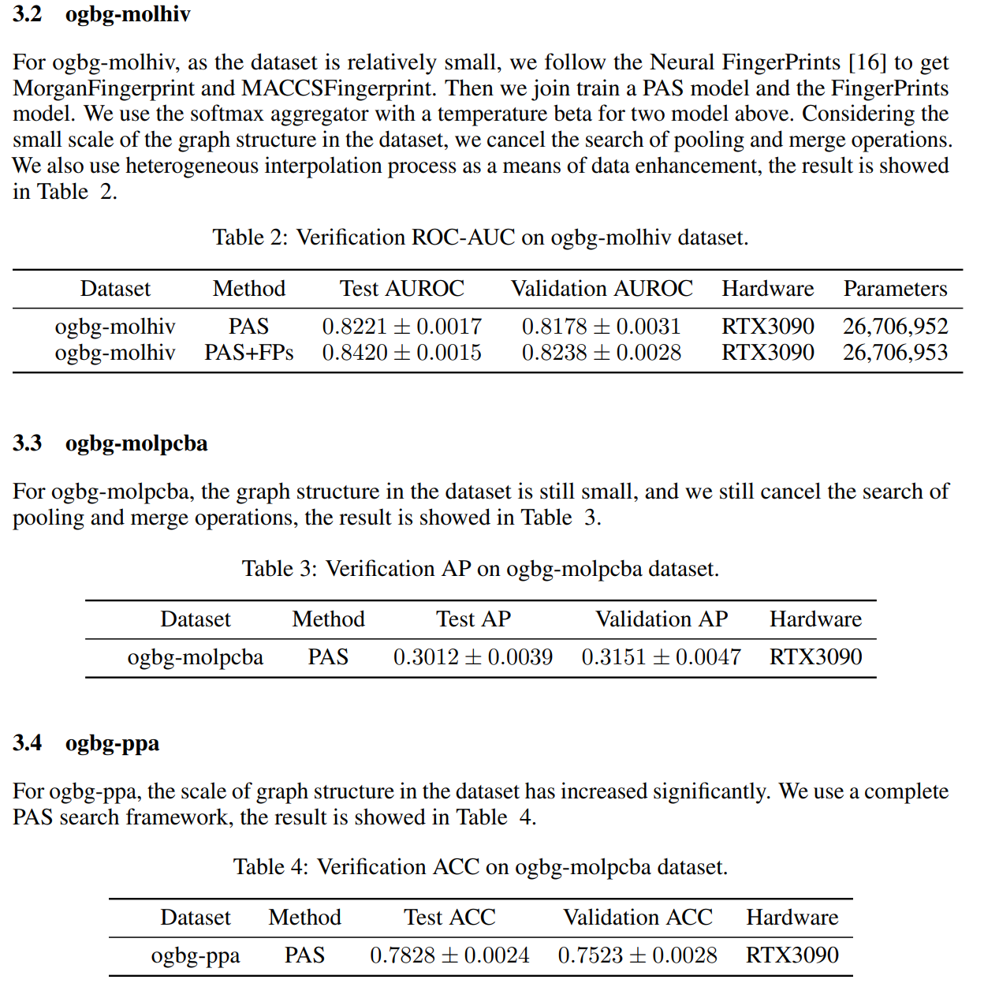 3.2 ogbg-molhiv
For ogbg-molhiv, as the dataset is relatively small, we follow the Neural FingerPrints [16] to get
MorganFingerprint and MACCSFingerprint. Then we join train a PAS model and the FingerPrints
model. We use the softmax aggregator with a temperature beta for two model above. Considering the
small scale of the graph structure in the dataset, we cancel the search of pooling and merge operations.
We also use heterogeneous interpolation process as a means of data enhancement, the result is showed
in Table 2.
Table 2: Verification ROC-AUC on ogbg-molhiv dataset.
Dataset Method Test AUROC Validation AUROC Hardware Parameters
ogbg-molhiv PAS 0.8221 ± 0.0017 0.8178 ± 0.0031 RTX3090 26,706,952
ogbg-molhiv PAS+FPs 0.8420 ± 0.0015 0.8238 ± 0.0028 RTX3090 26,706,953
3.3 ogbg-molpcba
For ogbg-molpcba, the graph structure in the dataset is still small, and we still cancel the search of
pooling and merge operations, the result is showed in Table 3.
Table 3: Verification AP on ogbg-molpcba dataset.
Dataset Method Test AP Validation AP Hardware
ogbg-molpcba PAS 0.3012 ± 0.0039 0.3151 ± 0.0047 RTX3090
3.4 ogbg-ppa
For ogbg-ppa, the scale of graph structure in the dataset has increased significantly. We use a complete
PAS search framework, the result is showed in Table 4.
Table 4: Verification ACC on ogbg-molpcba dataset.
Dataset Method Test ACC Validation ACC Hardware
ogbg-ppa PAS 0.7828 ± 0.0024 0.7523 ± 0.0028 RTX3090